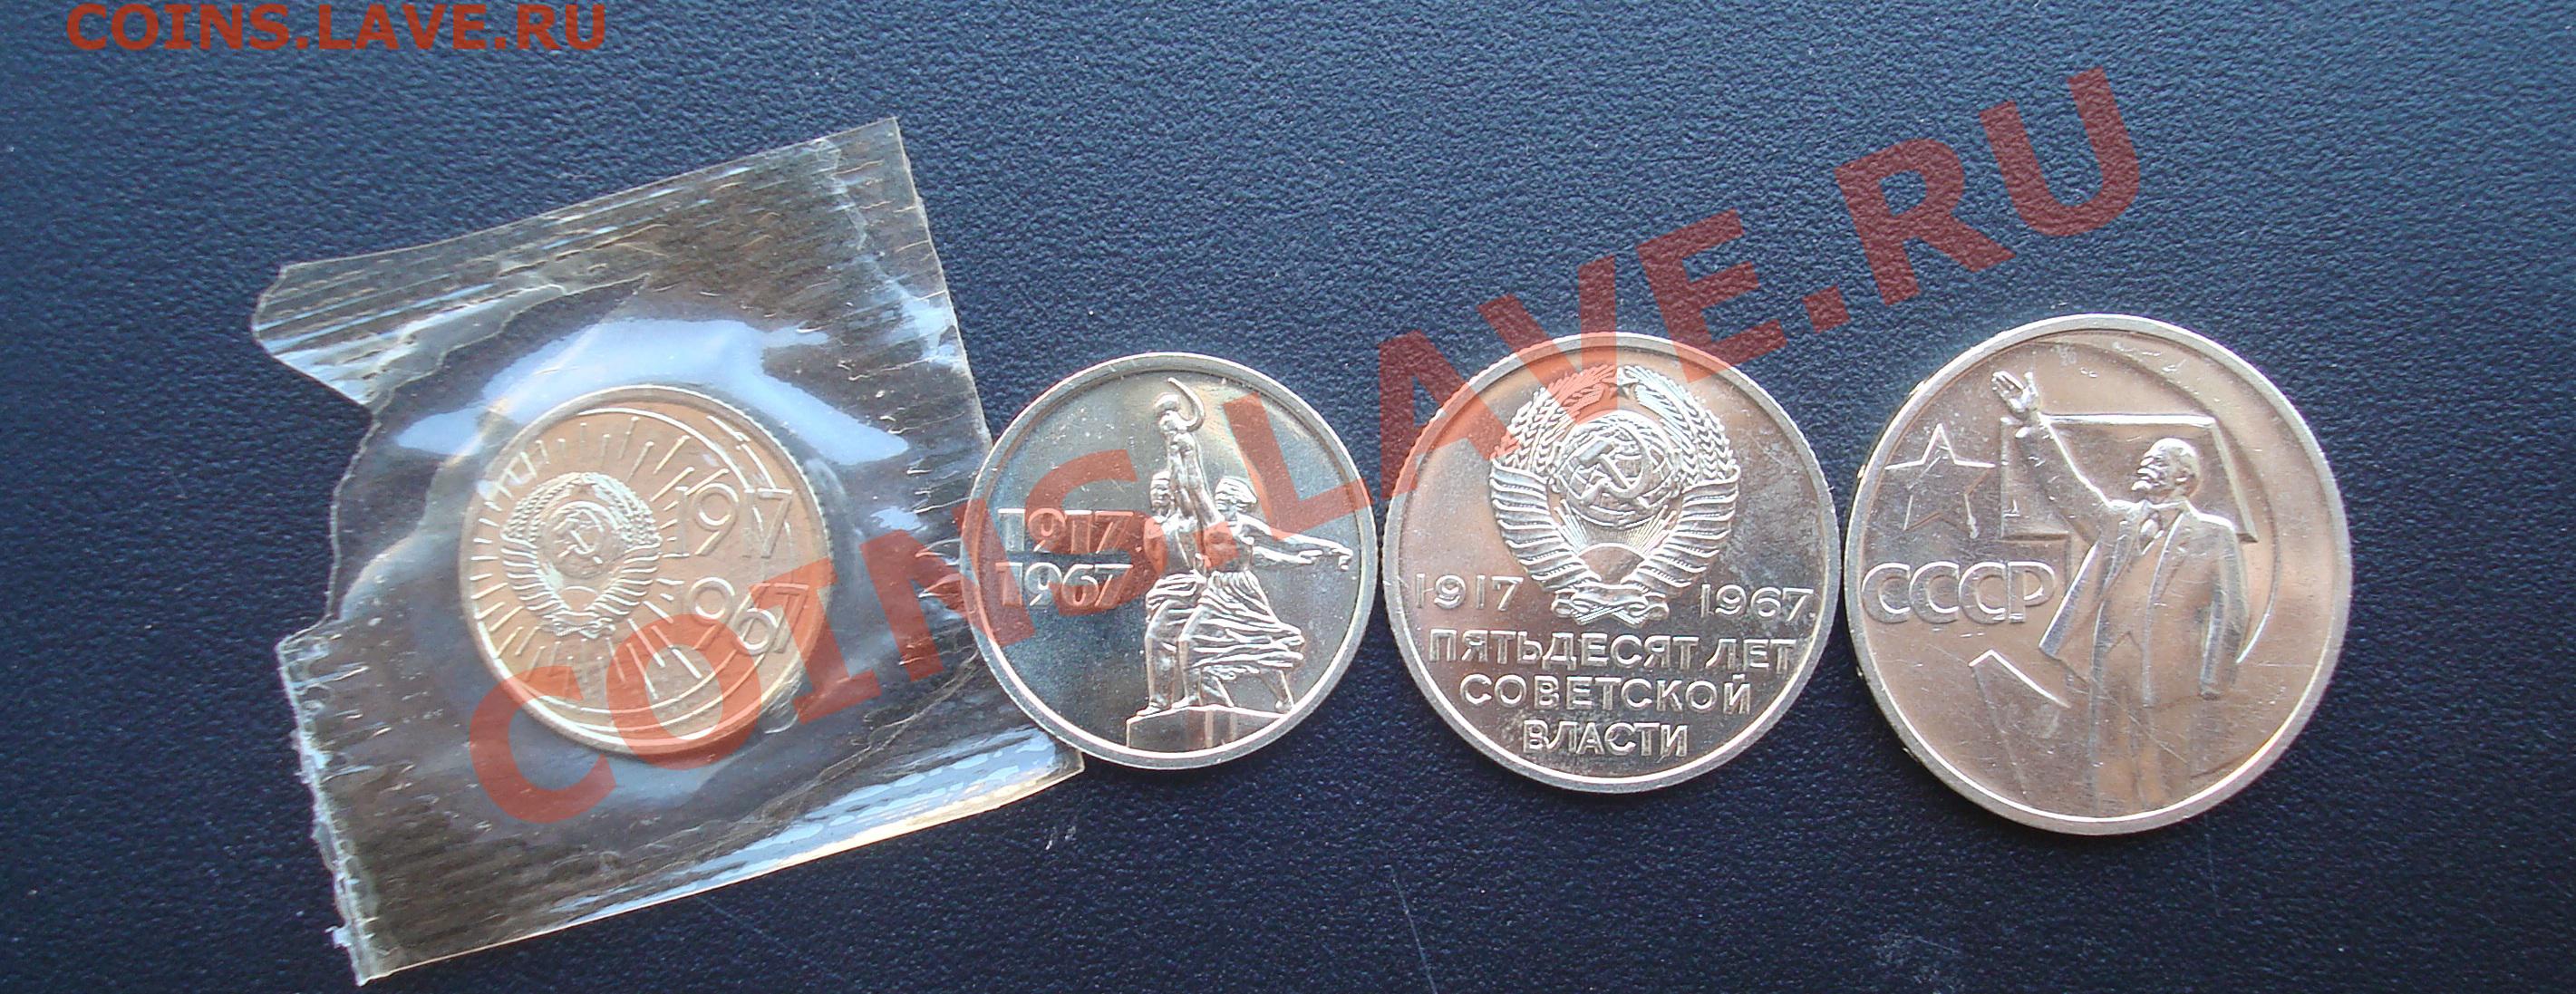 COINS.LAVE.RU
COINS.LAVE.RU
1917
1967
1917
1967
1917 1967
ПЯТЬДЕСЯТ ЛЕТ
СОВЕТСКОЙ
ВЛАСТИ
СССР